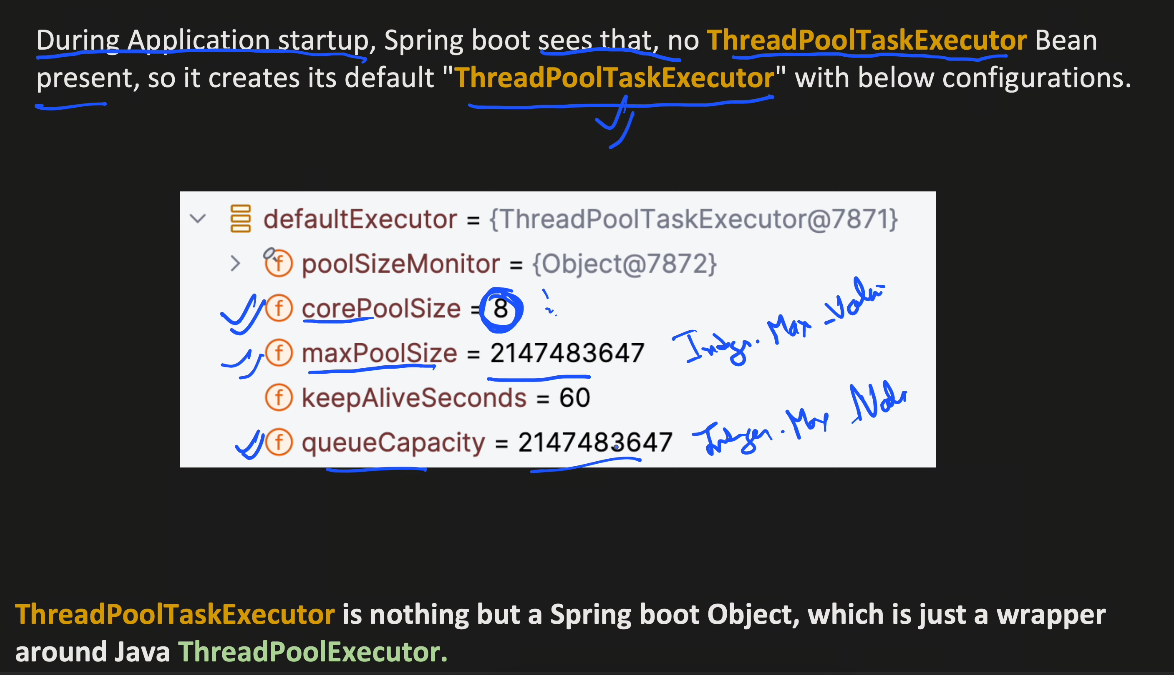 During Application startup, Spring boot sees that, no ThreadPoolTaskExecutor Bean
present, so it creates its default "ThreadPoolTaskExecutor" with below configurations.
defaultExecutor = {ThreadPoolTaskExecutor@7871}
poolSizeMonitor = {Object@7872}
corePoolSize = 8
maxPoolSize = 2147483647 Integer. Max _Value
keepAliveSeconds = 60
queueCapacity = 2147483647 Integer. Max
ThreadPoolTaskExecutor is nothing but a Spring boot Object, which is just a wrapper
around Java ThreadPoolExecutor.